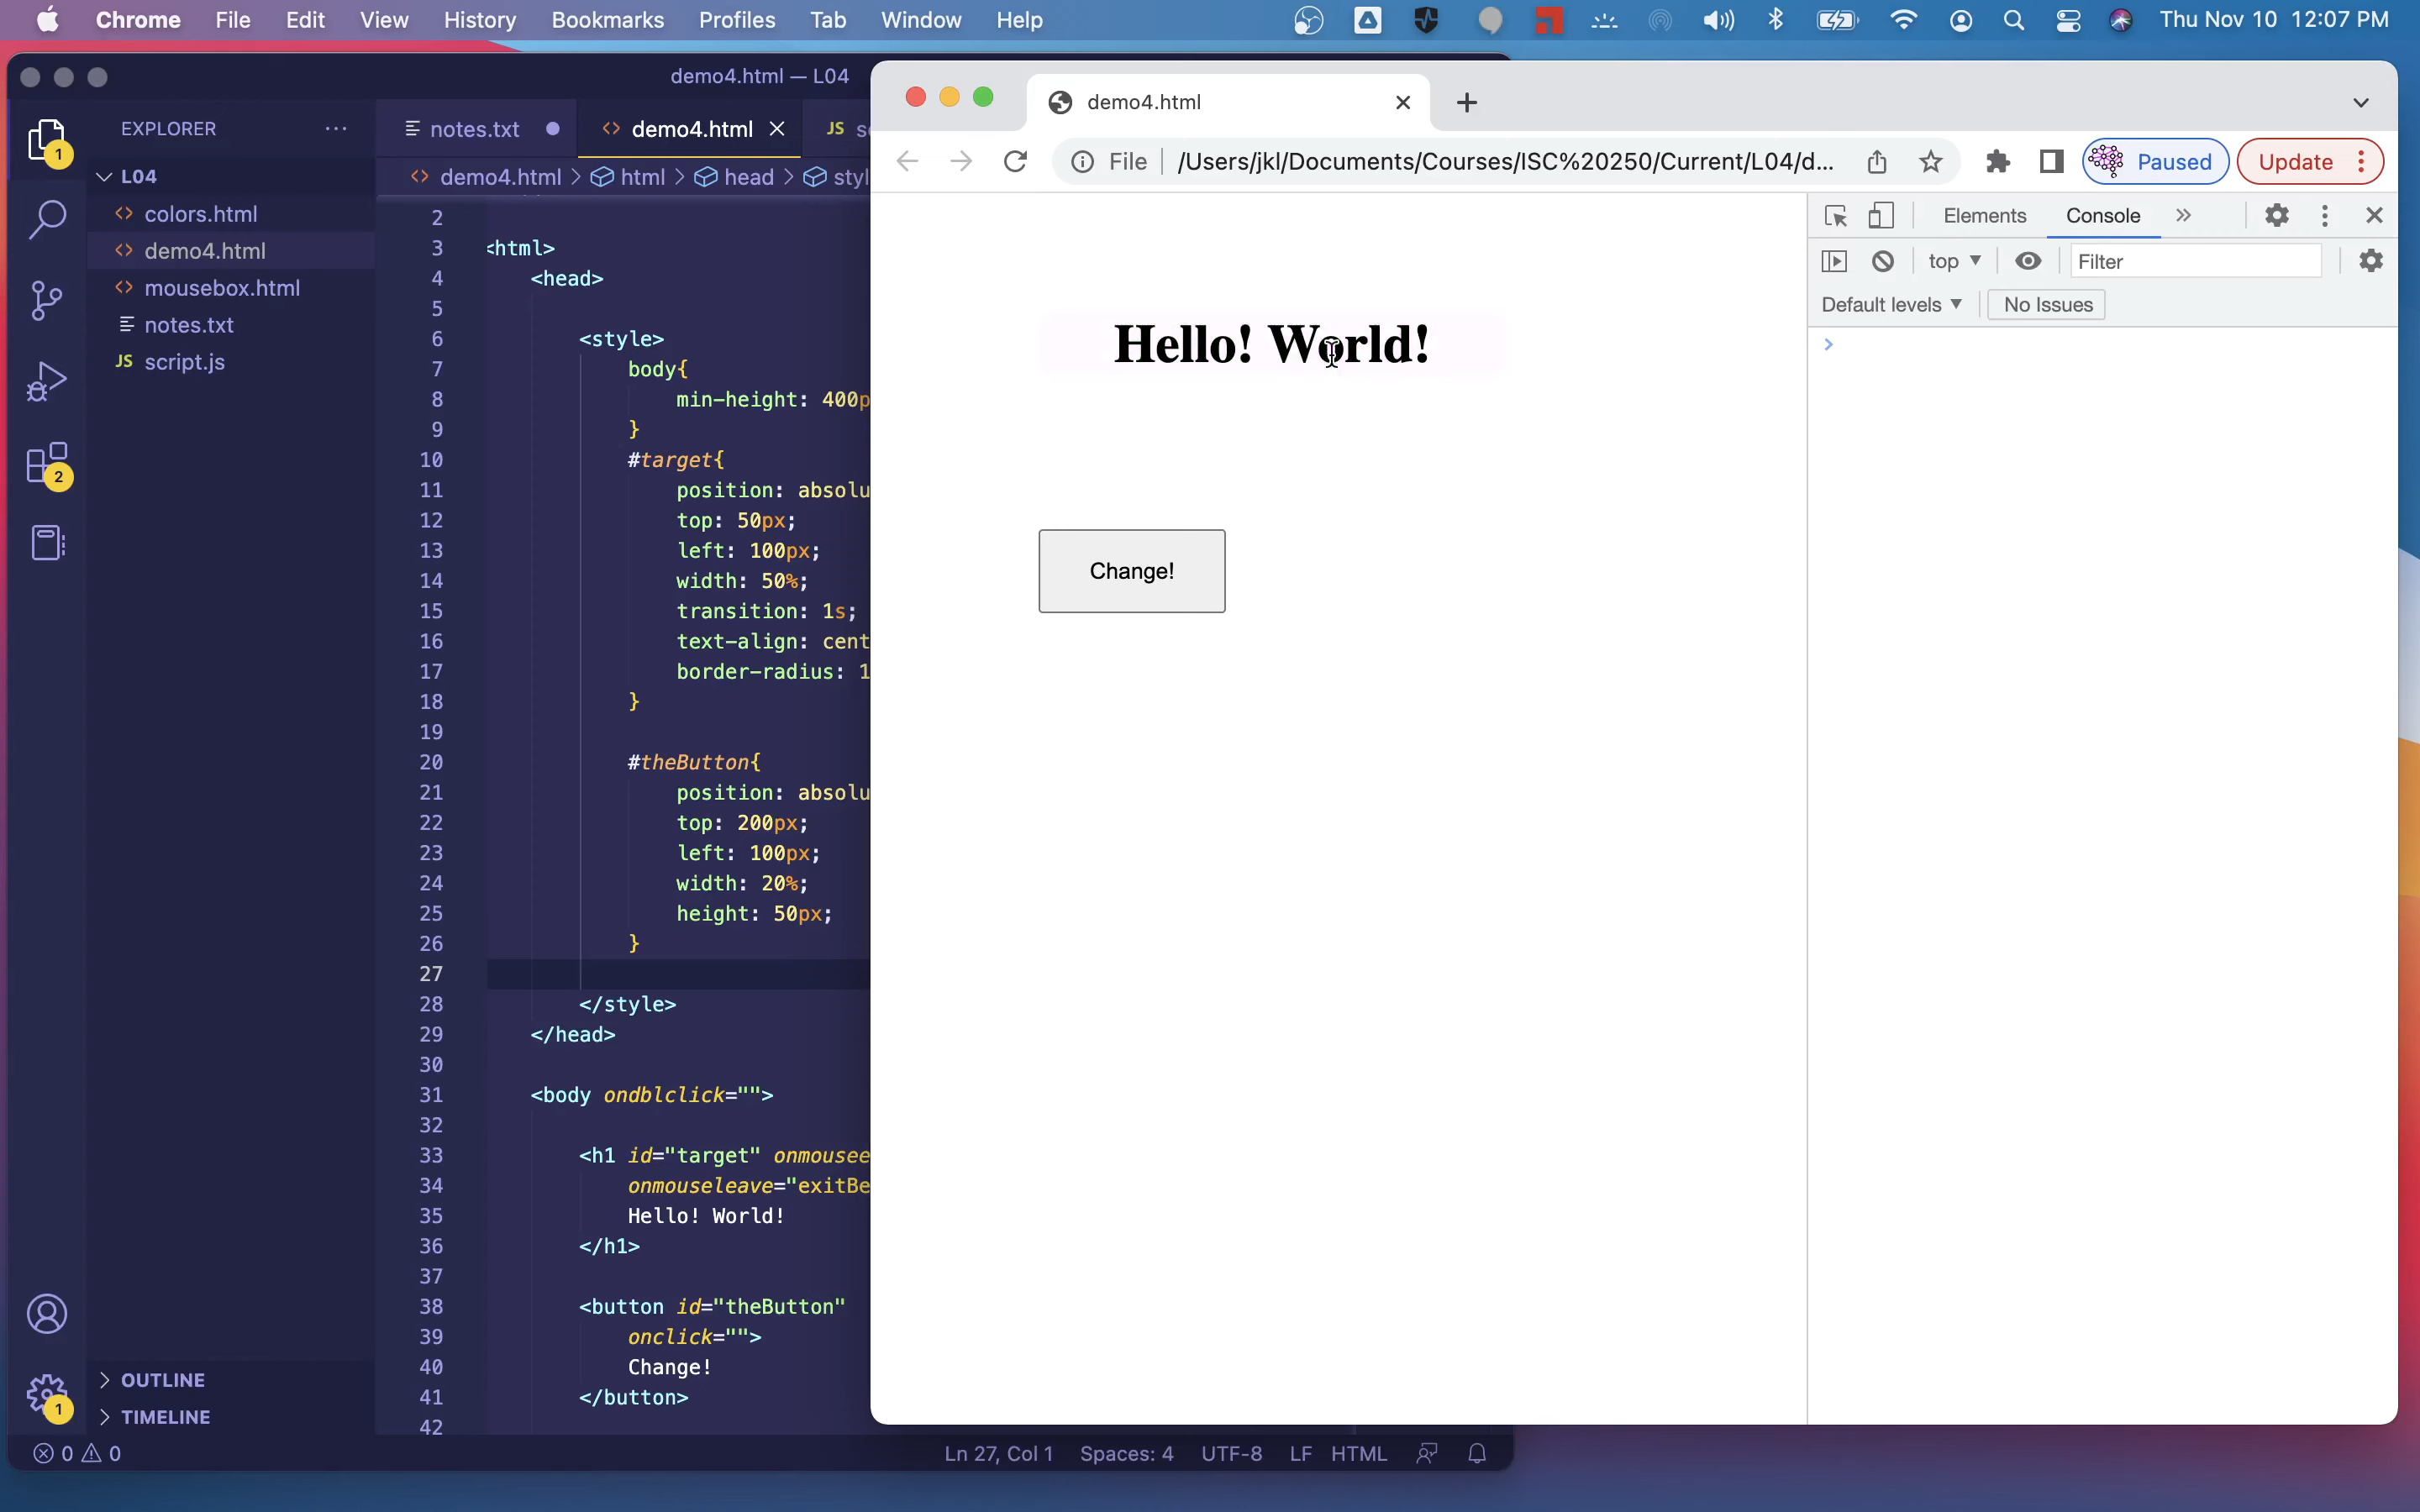 Chrome File Edit View History Bookmarks Profiles Tab Window Help Thu Nov 10 12:07 PM
demo4.html — L04
EXPLORER
notes.txt demo4.html JS
L04
demo4.html > html > head > styl
colors.html
demo4.html
mousebox.html
notes.txt
JS script.js
OUTLINE
TIMELINE
1
2
1
2
3 <html>
4 <head>
5
6 <style>
7 body{
8 min-height: 400p
9 }
10 #target{
11 position: absolu
12 top: 50px;
13 left: 100px;
14 width: 50%;
15 transition: 1s;
16 text-align: cent
17 border-radius: 1
18 }
19
20 #theButton{
21 position: absolu
22 top: 200px;
23 left: 100px;
24 width: 20%;
25 height: 50px;
26 }
27
28 </style>
29 </head>
30
31 <body ondblclick="">
32
33 <h1 id="target" onmousee
34 onmouseleave="exitBe
35 Hello! World!
36 </h1>
37
38 <button id="theButton"
39 onclick="">
40 Change!
41 </button>
42
0 0 Ln 27, Col 1 Spaces: 4 UTF-8 LF HTML
demo4.html
File /Users/jkl/Documents/Courses/ISC%20250/Current/L04/d... Paused Update
Hello! World!
Change!
Elements Console
top Filter
Default levels No Issues